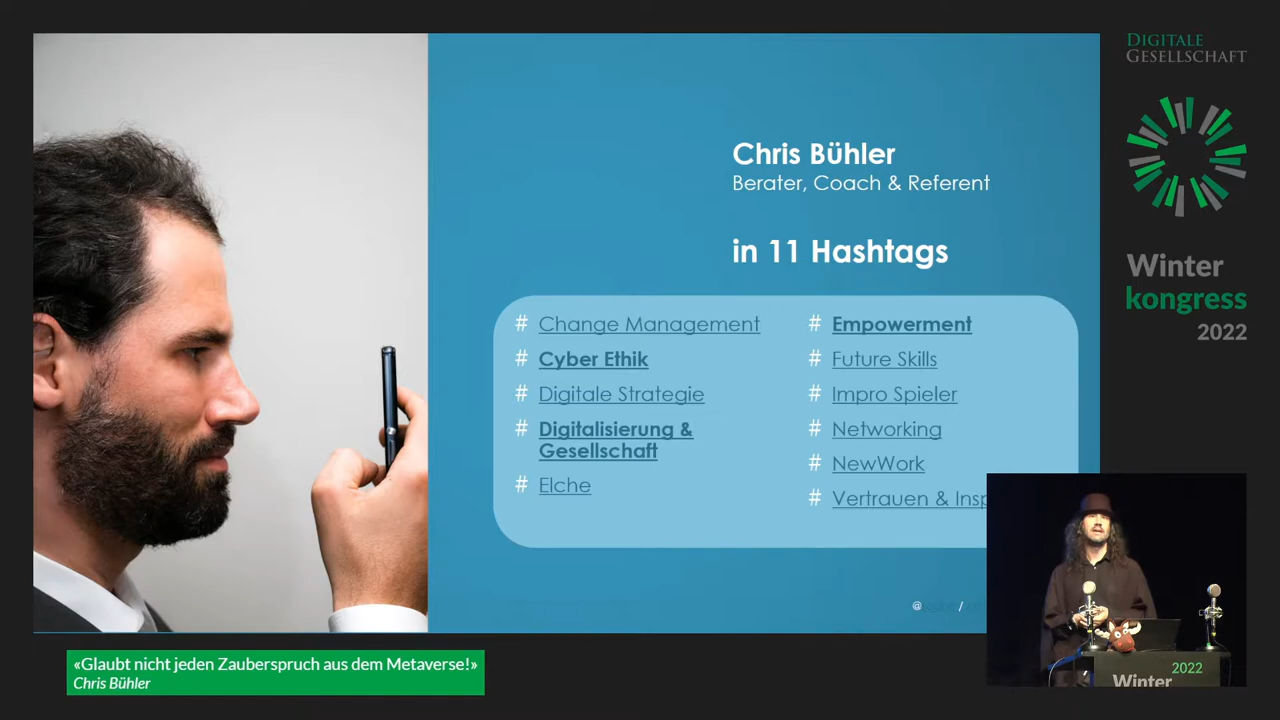 DIGITALE
GESELLSCHAFT
Winter
kongress
2022
Chris Bühler
Berater, Coach & Referent
in 11 Hashtags
# Change Management
# Cyber Ethik
# Digitale Strategie
# Digitalisierung &
Gesellschaft
# Elche
# Empowerment
# Future Skills
# Impro Spieler
# Networking
# NewWork
# Vertrauen & Insp
@
/
2022
Winter
«Glaubt nicht jeden Zauberspruch aus dem Metaverse!»
Chris Bühler